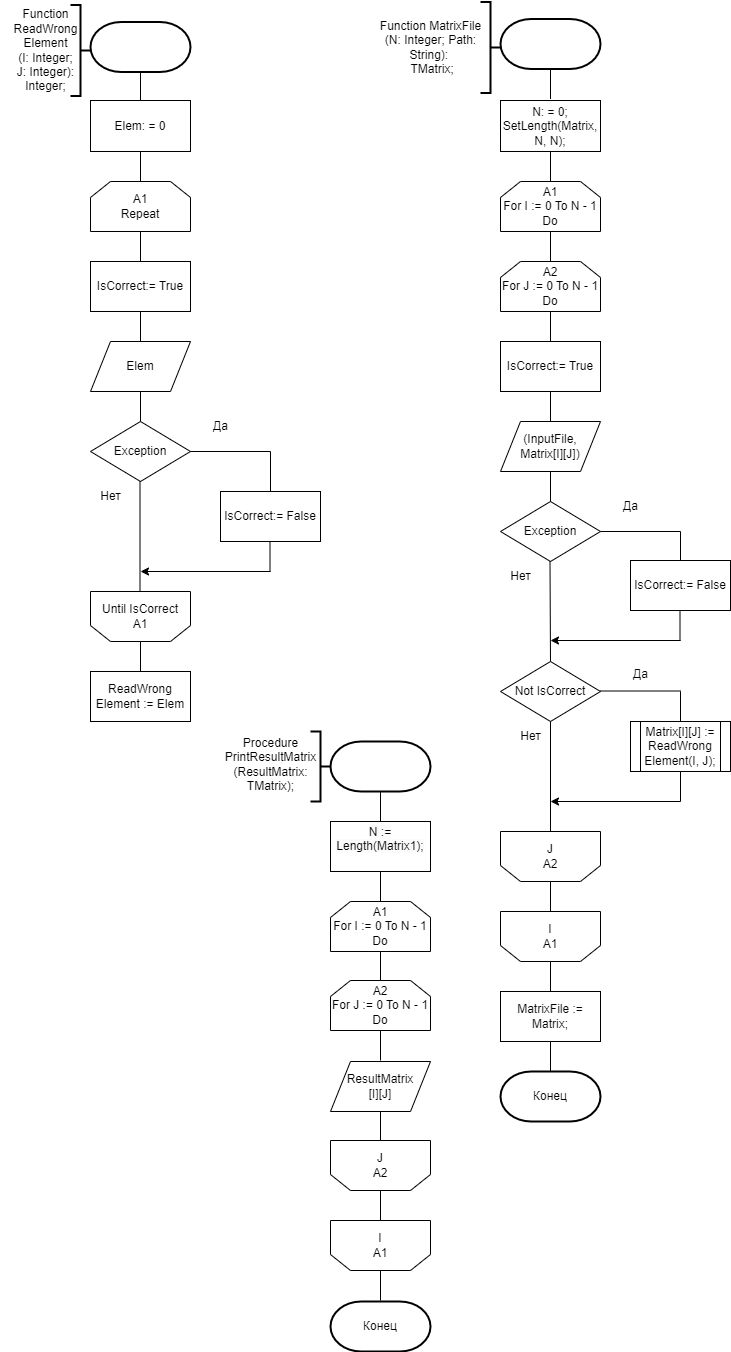 Function
ReadWrong
Element
(I: Integer;
J: Integer):
Integer;
Elem: = 0
A1
Repeat
IsCorrect:= True
Elem
Exception
Да
Нет
IsCorrect:= False
Until IsCorrect
A1
ReadWrong
Element := Elem
Function MatrixFile
(N: Integer; Path:
String):
TMatrix;
N: = 0;
SetLength(Matrix,
N, N);
A1
For I := 0 To N - 1
Do
A2
For J := 0 To N - 1
Do
IsCorrect:= True
(InputFile,
Matrix[I][J])
Exception
Да
Нет
IsCorrect:= False
Not IsCorrect
Да
Нет
Matrix[I][J] :=
ReadWrong
Element(I, J);
J
A2
I
A1
MatrixFile :=
Matrix;
Конец
Procedure
PrintResultMatrix
(ResultMatrix:
TMatrix);
N :=
Length(Matrix1);
A1
For I := 0 To N - 1
Do
A2
For J := 0 To N - 1
Do
ResultMatrix
[I][J]
J
A2
I
A1
Конец